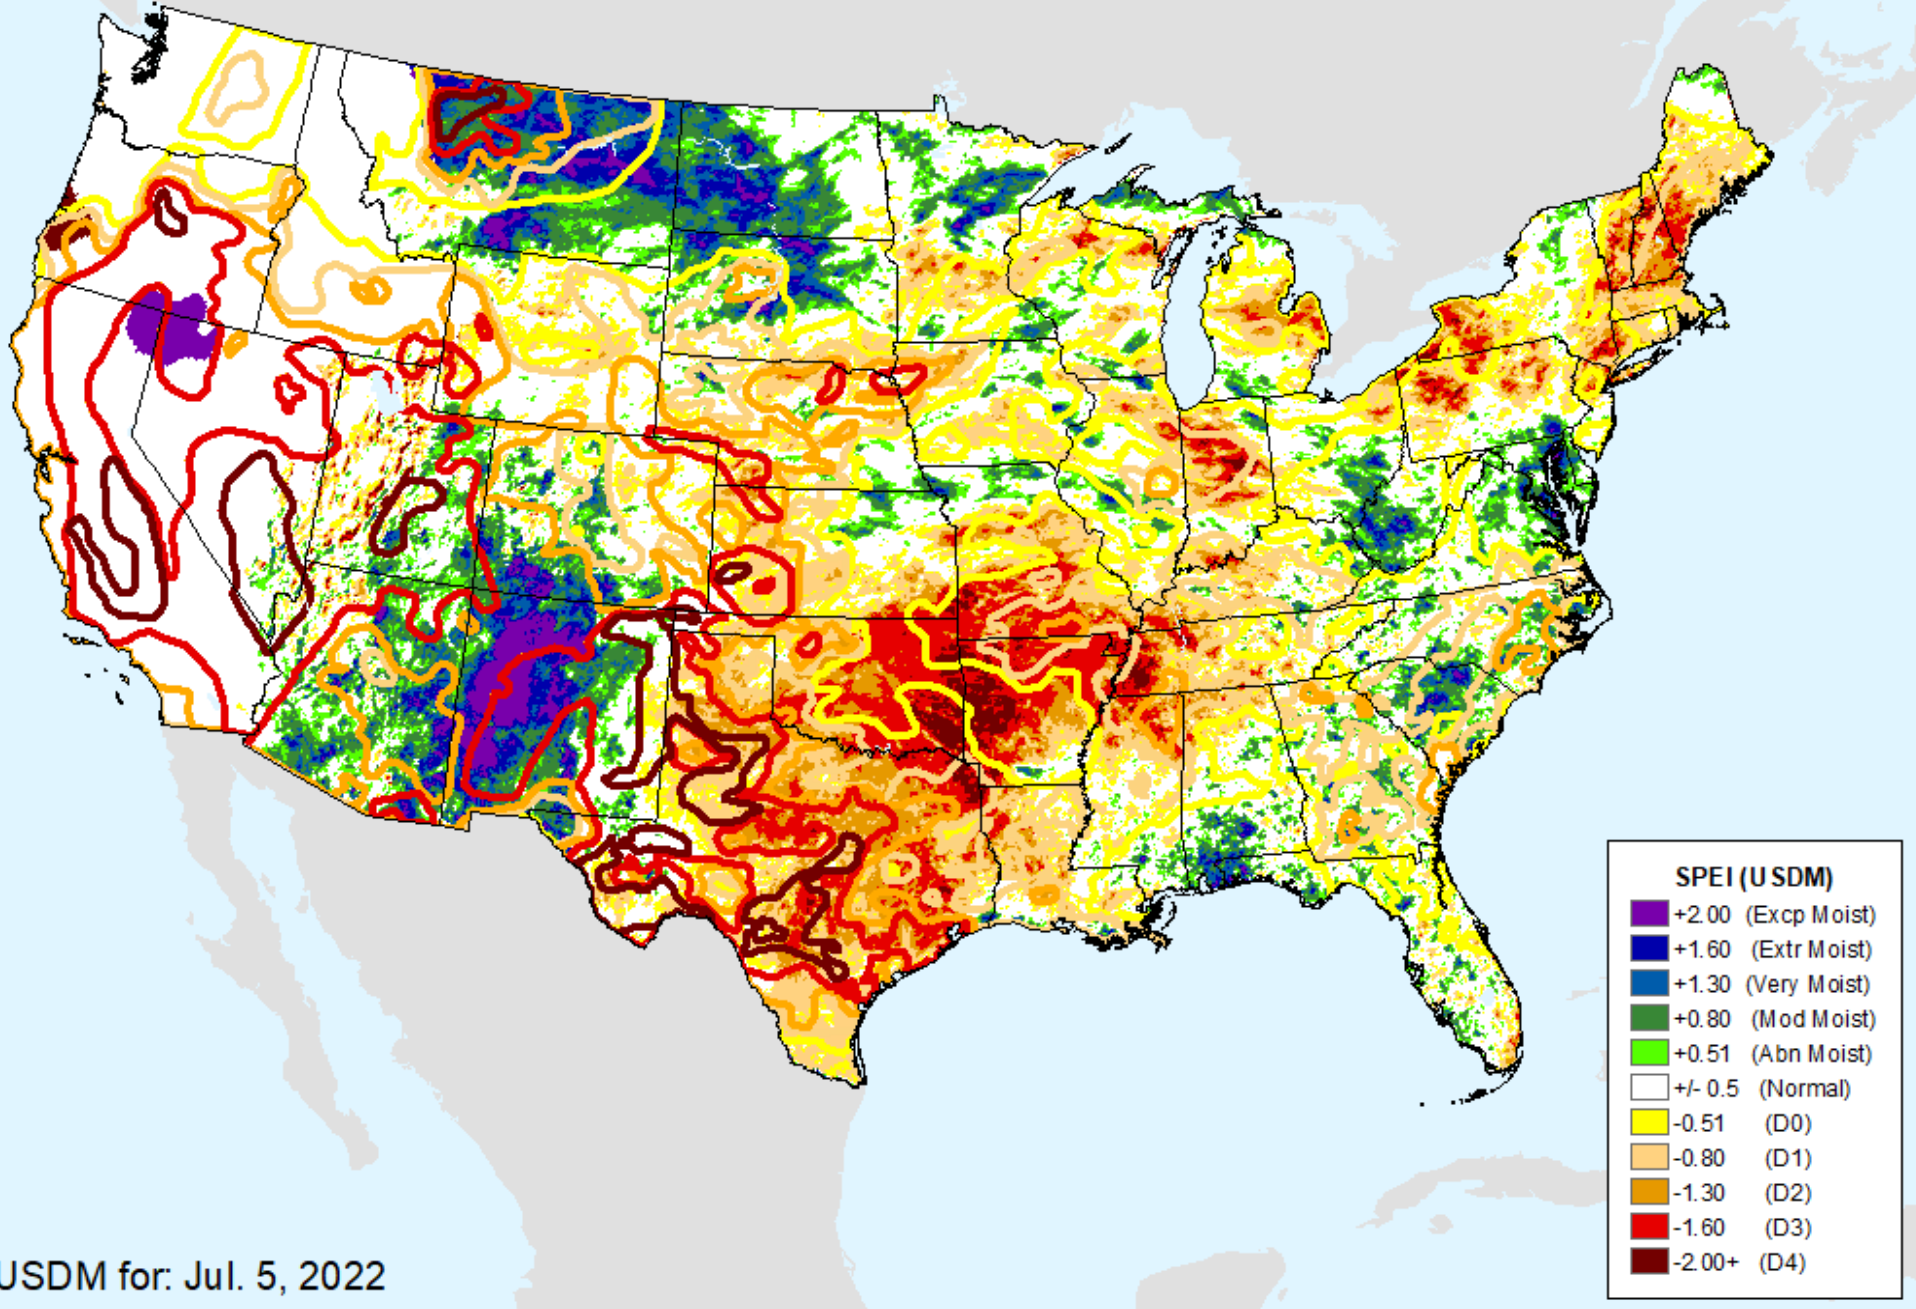 SPEI (USDM)
+2.00 (Excp Moist)
+1.60 (Extr Moist)
+1.30 (Very Moist)
+0.80 (Mod Moist)
+0.51 (Abn Moist)
+/- 0.5 (Normal)
-0.51 (D0)
-0.80 (D1)
-1.30 (D2)
-1.60 (D3)
-2.00+ (D4)
USDM for: Jul. 5, 2022